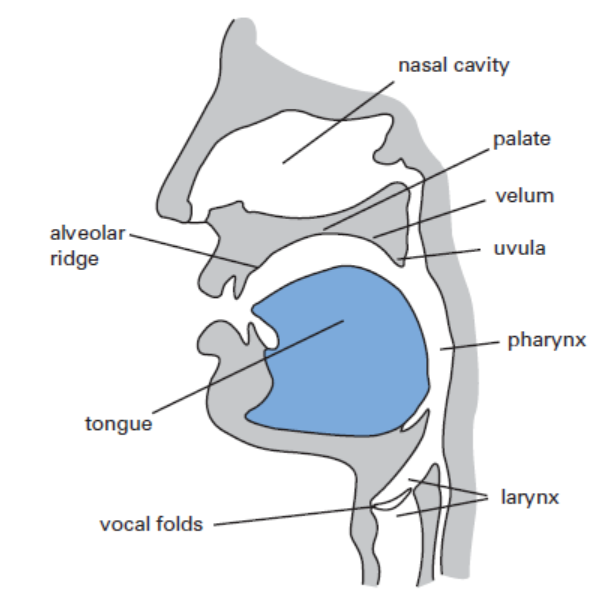 nasal cavity
palate
velum
alveolar
ridge
uvula
pharynx
tongue
larynx
vocal folds